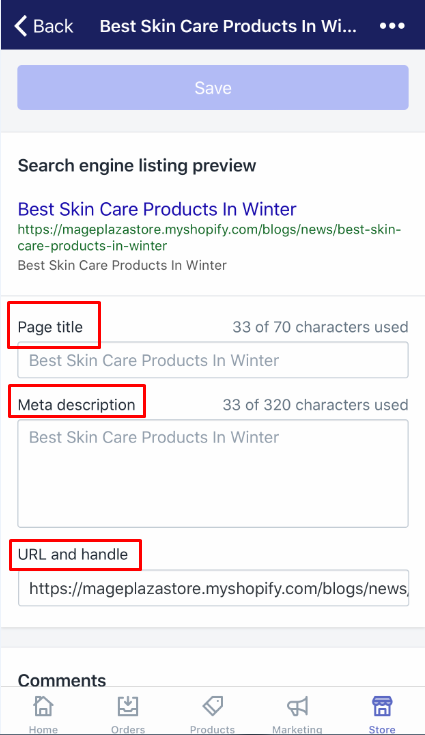 Back
Best Skin Care Products In Wi...
Save
Search engine listing preview
Best Skin Care Products In Winter
https://mageplazastore.myshopify.com/blogs/news/best-skin-
care-products-in-winter
Best Skin Care Products In Winter
Page title
33 of 70 characters used
Best Skin Care Products In Winter
Meta description
33 of 320 characters used
Best Skin Care Products In Winter
URL and handle
https://mageplazastore.myshopify.com/blogs/news/
Comments
Home
Orders
Products
Marketing
Store